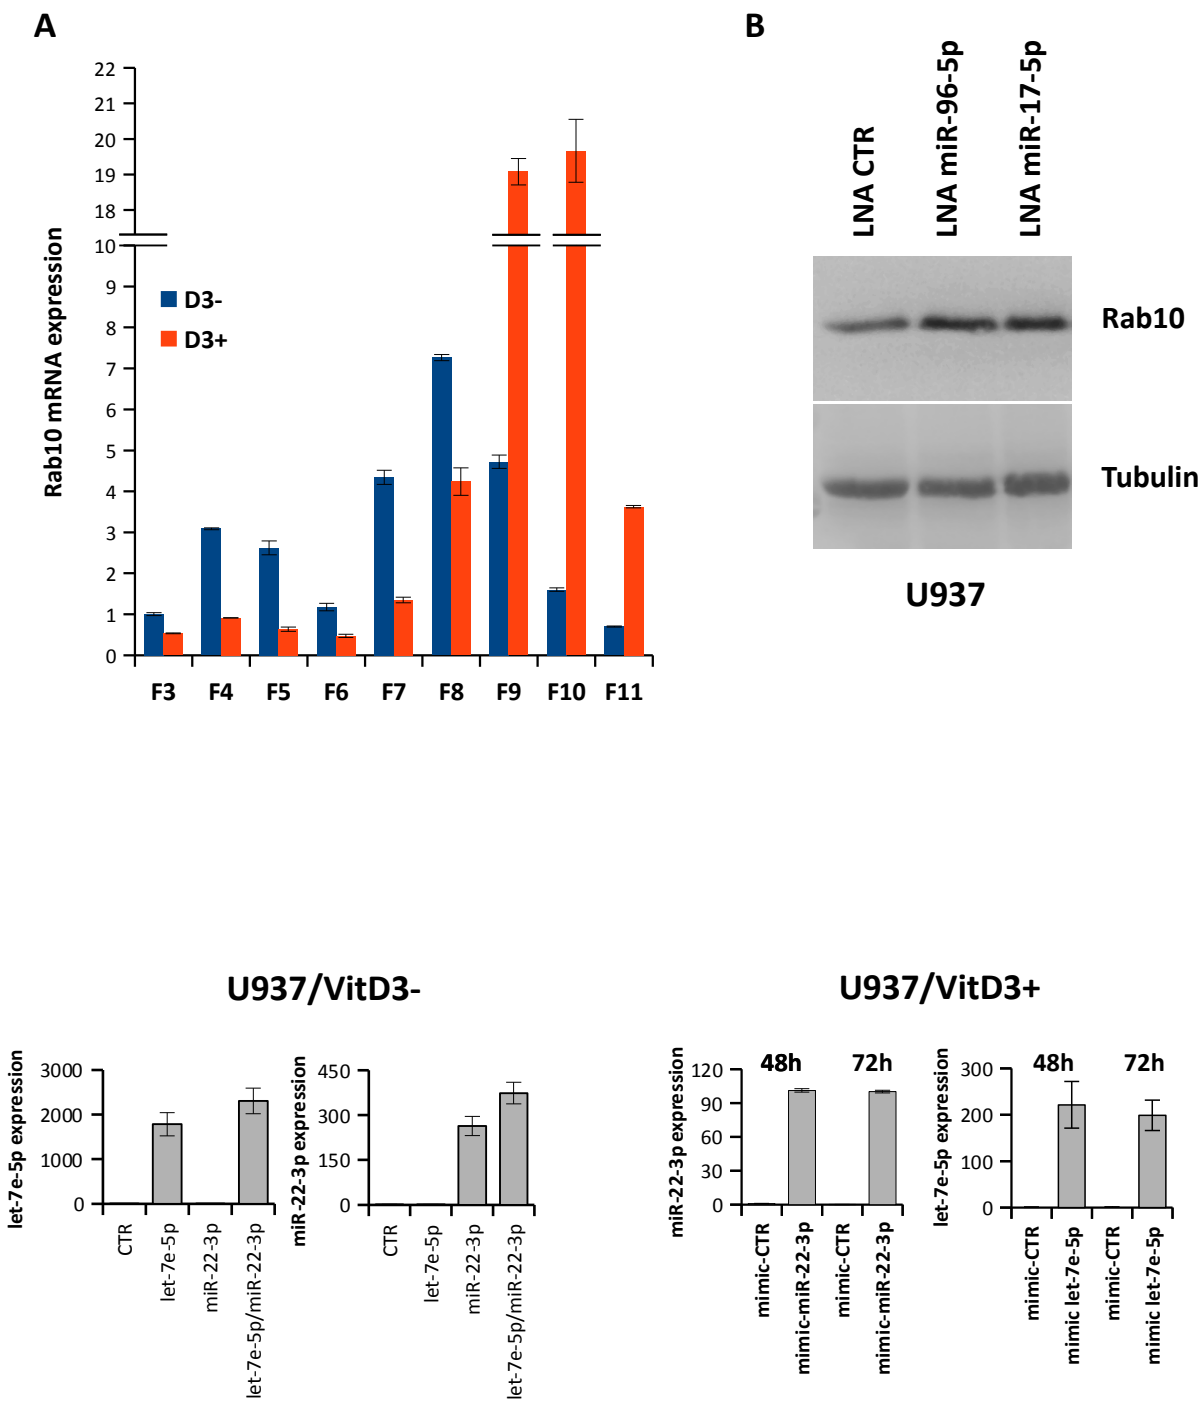 A
B
22
21
20
19
18
10
9
8
7
6
5
4
3
2
1
0
Rab10 mRNA expression
D3-
D3+
F3 F4 F5 F6 F7 F8 F9 F10 F11
LNA CTR
LNA miR-96-5p
LNA miR-17-5p
Rab10
Tubulin
U937
U937/VitD3-
let-7e-5p expression
3000
2000
1000
0
CTR
let-7e-5p
miR-22-3p
let-7e-5p/miR-22-3p
miR-22-3p expression
450
300
150
0
CTR
let-7e-5p
miR-22-3p
let-7e-5p/miR-22-3p
U937/VitD3+
miR-22-3p expression
48h 72h
120
90
60
30
0
mimic-CTR
mimic-miR-22-3p
mimic-CTR
mimic-miR-22-3p
let-7e-5p expression
48h 72h
300
200
100
0
mimic-CTR
mimic let-7e-5p
mimic-CTR
mimic let-7e-5p